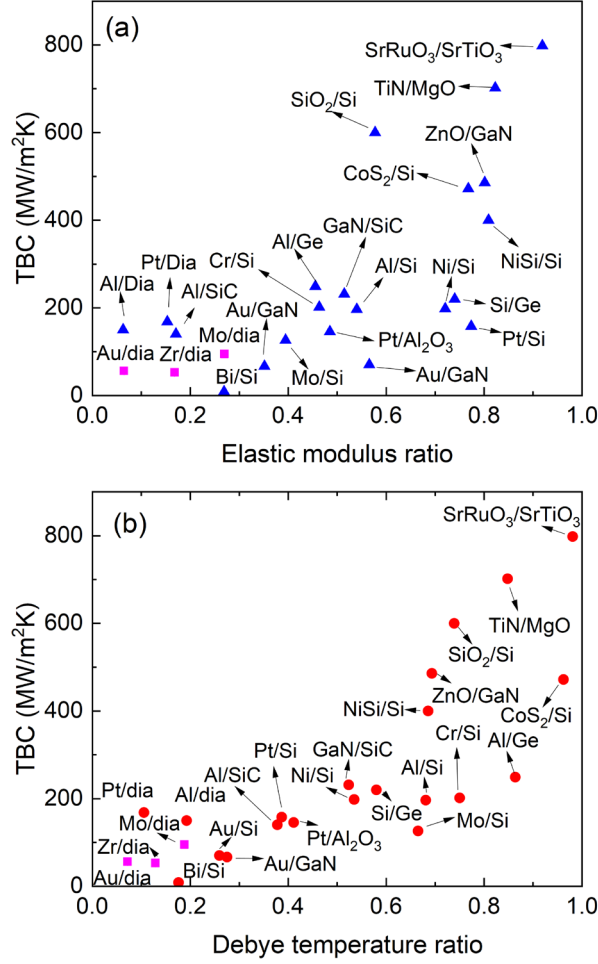 (a)
SrRuO₃/SrTiO₃
800
TiN/MgO
SiO₂/Si
600
ZnO/GaN
CoS₂/Si
TBC (MW/m²K)
400
GaN/SiC
NiSi/Si
Al/Ge
Cr/Si
Pt/Dia
Al/Si
Ni/Si
Al/Dia
Al/SiC
Au/GaN
200
Si/Ge
Mo/dia
Au/dia
Zr/dia
Pt/Al₂O₃
Pt/Si
Bi/Si
Mo/Si
Au/GaN
0
0.0 0.2 0.4 0.6 0.8 1.0
Elastic modulus ratio
(b)
SrRuO₃/SrTiO₃
800
TiN/MgO
600
SiO₂/Si
ZnO/GaN
TBC (MW/m²K)
NiSi/Si
CoS₂/Si
400
Cr/Si
Al/Ge
GaN/SiC
Pt/Si
Ni/Si
Al/SiC
Al/Si
Pt/dia
Al/dia
200
Si/Ge
Mo/dia
Au/Si
Mo/Si
Pt/Al₂O₃
Zr/dia
Bi/Si
Au/GaN
Au/dia
0
0.0 0.2 0.4 0.6 0.8 1.0
Debye temperature ratio